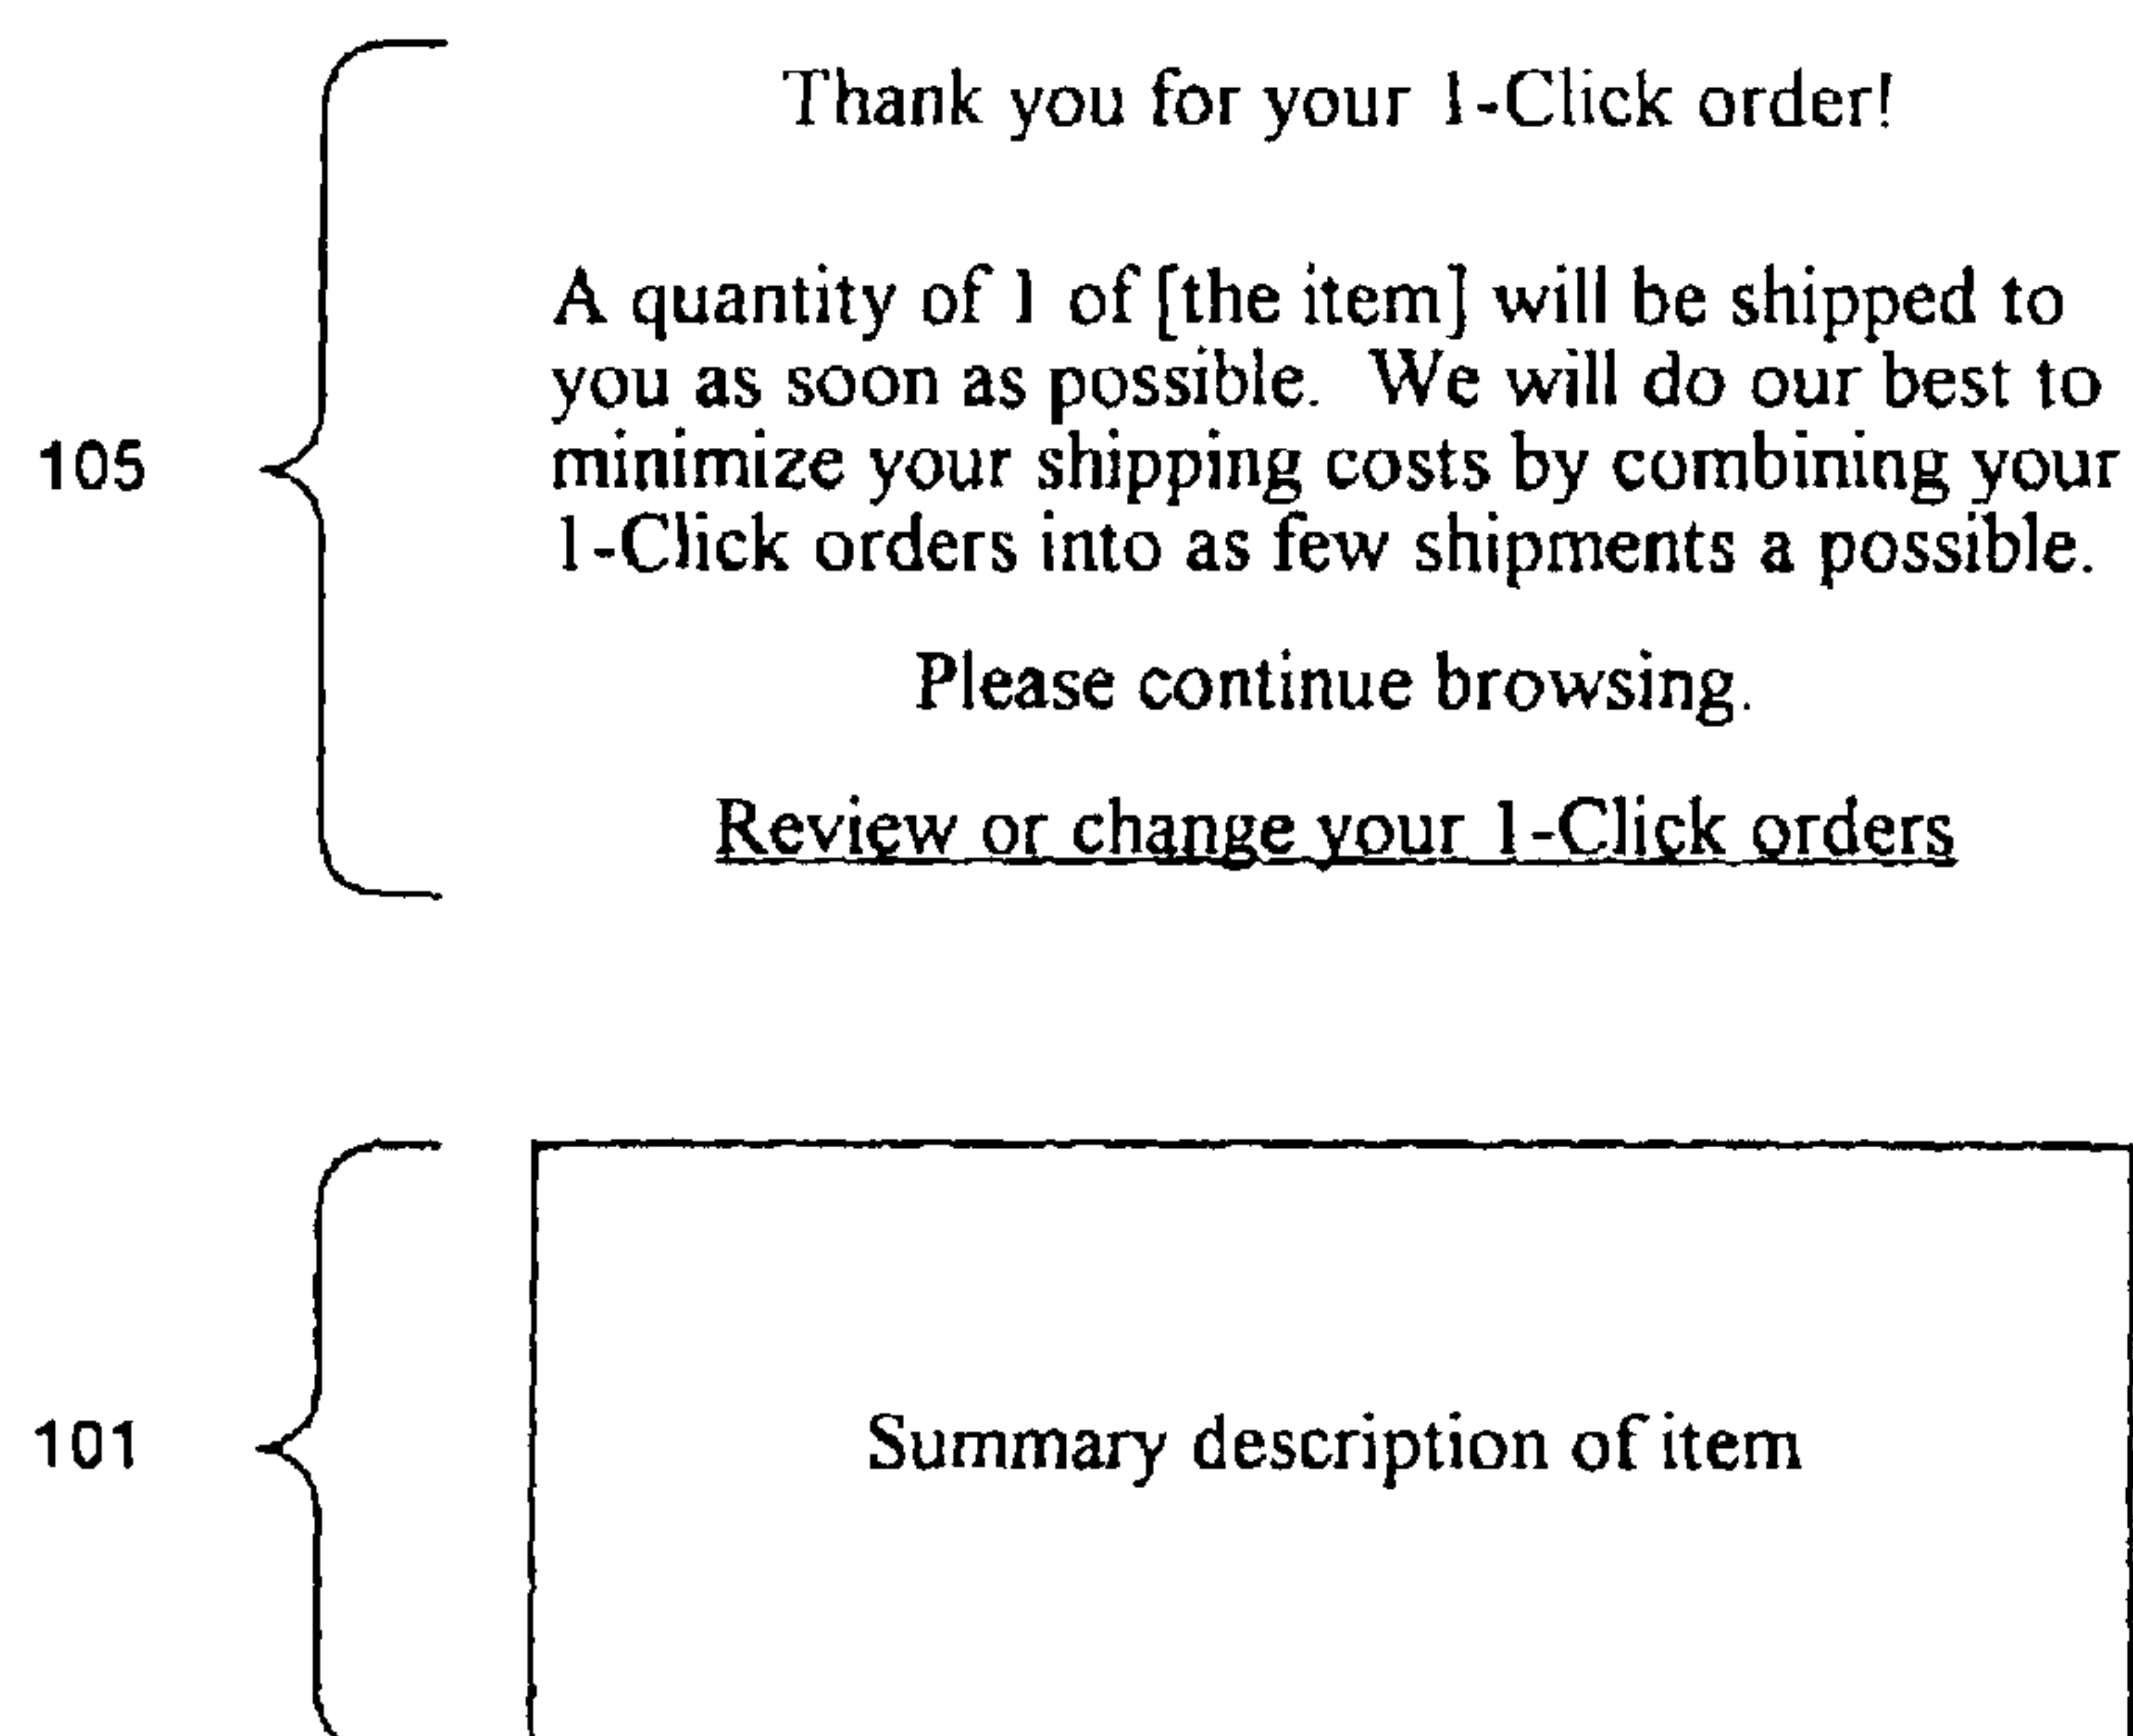 Thank you for your 1-Click order!
A quantity of 1 of [the item] will be shipped to
you as soon as possible. We will do our best to
minimize your shipping costs by combining your
1-Click orders into as few shipments a possible.
105
Please continue browsing.
Review or change your 1-Click orders
101
Summary description of item